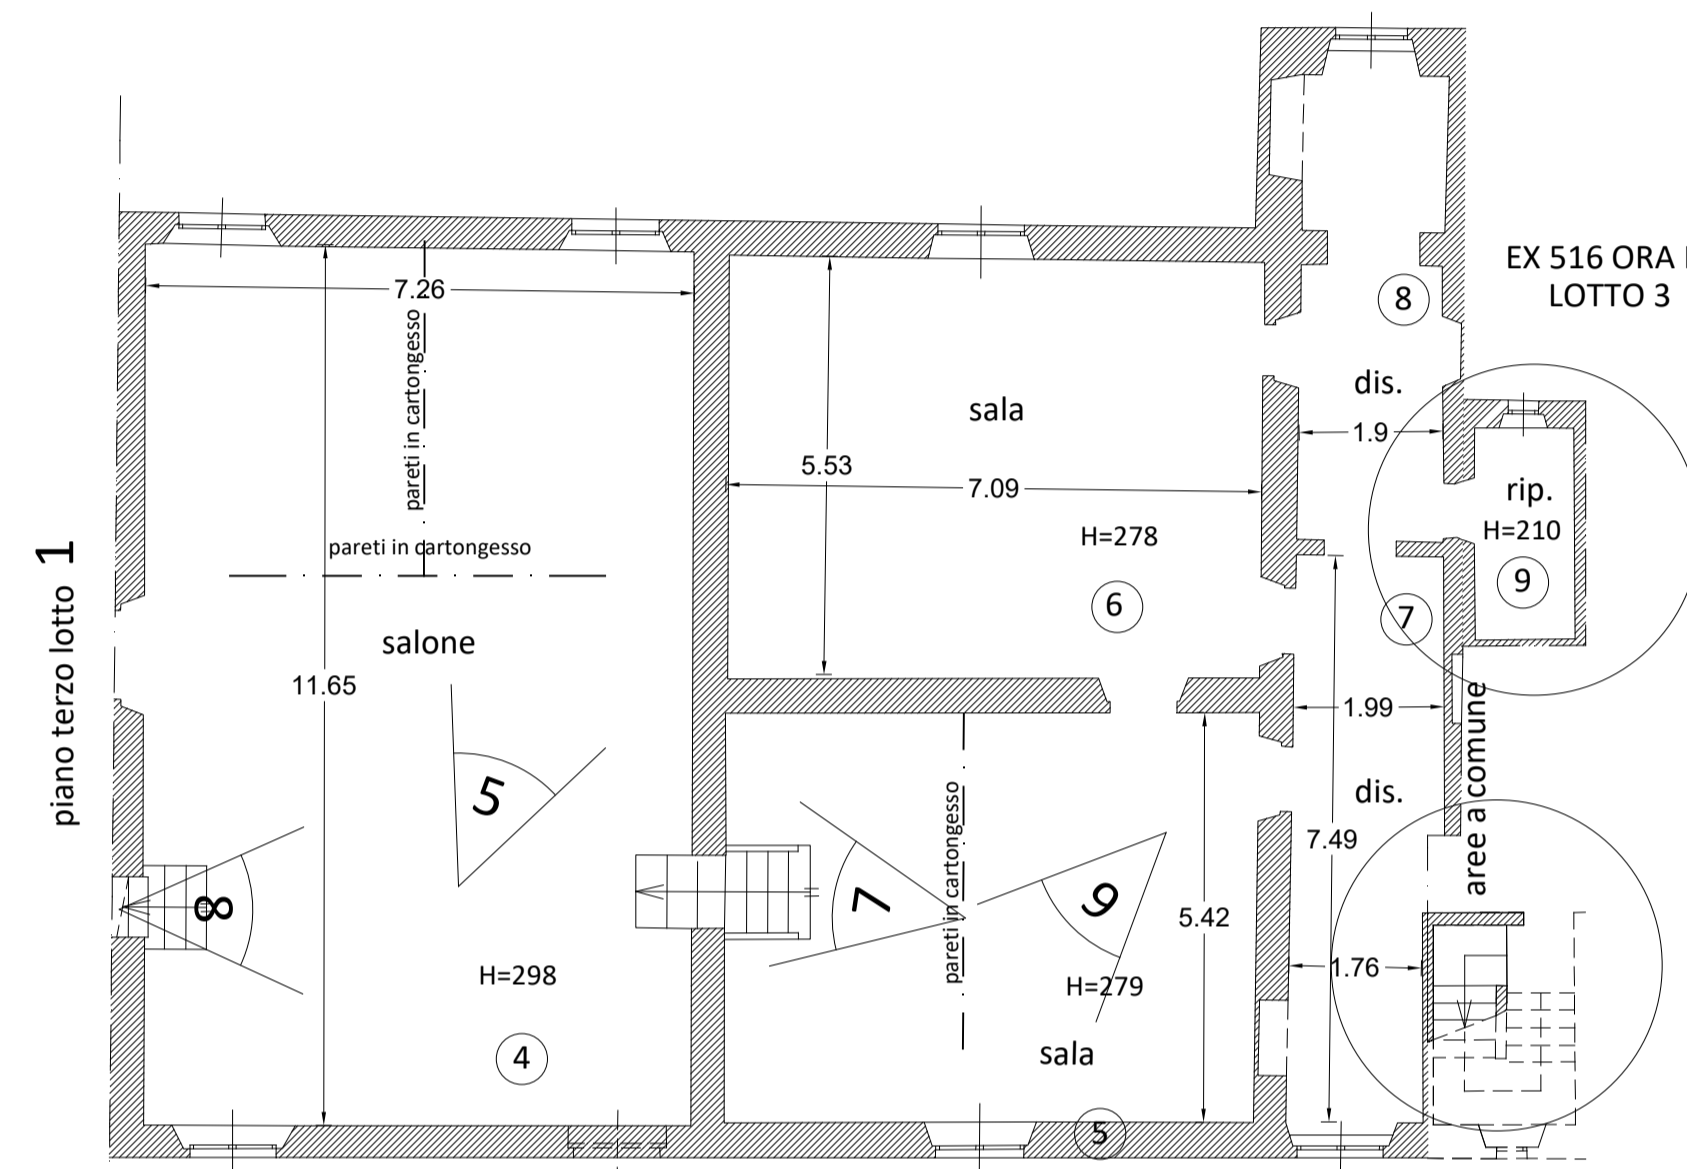 EX 516 ORA
LOTTO 3
8
7.26
pareti in cartongesso
dis.
sala
1.9
5.53
7.09
rip.
H=210
9
H=278
pareti in cartongesso
6
7
piano terzo lotto 1
salone
11.65
1.99
aree a comune
5
dis.
7.49
pareti in cartongesso
8
7
9
5.42
1.76
H=298
H=279
4
sala
5